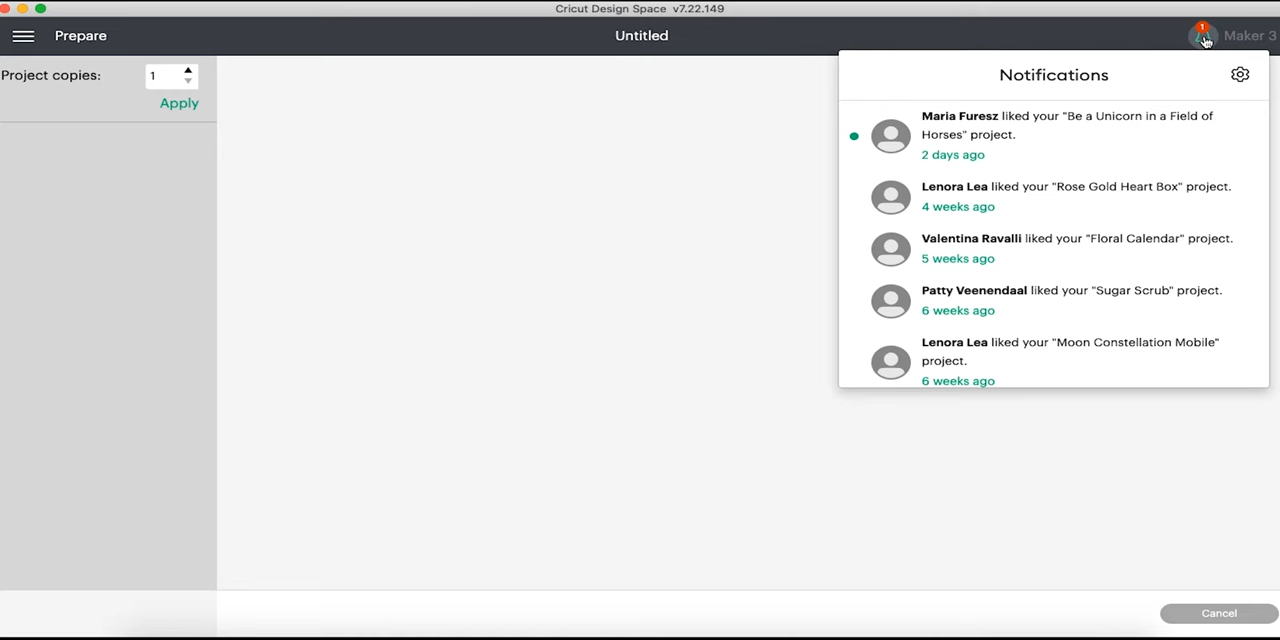 Cricut Design Space v7.22.149
Prepare
Untitled
1
Maker 3
Project copies:
1
Apply
Notifications
Maria Furesz liked your "Be a Unicorn in a Field of
Horses" project.
2 days ago
Lenora Lea liked your "Rose Gold Heart Box" project.
4 weeks ago
Valentina Ravalli liked your "Floral Calendar" project.
5 weeks ago
Patty Veenendaal liked your "Sugar Scrub" project.
6 weeks ago
Lenora Lea liked your "Moon Constellation Mobile"
project.
6 weeks ago
Cancel